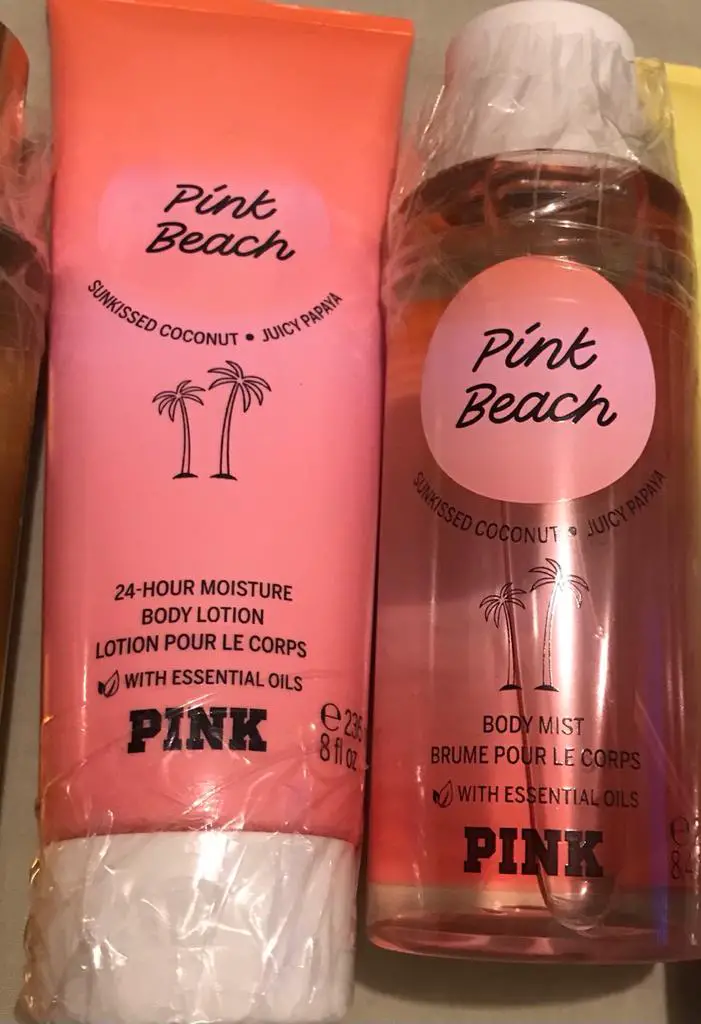 Pink
Beach
SUNKISSED COCONUT • JUICY PAPAYA
24-HOUR MOISTURE
BODY LOTION
LOTION POUR LE CORPS
WITH ESSENTIAL OILS
PINK
e 236
8 fl oz
Pink
Beach
SUNKISSED COCONUT • JUICY PAPAYA
BODY MIST
BRUME POUR LE CORPS
WITH ESSENTIAL OILS
PINK
e